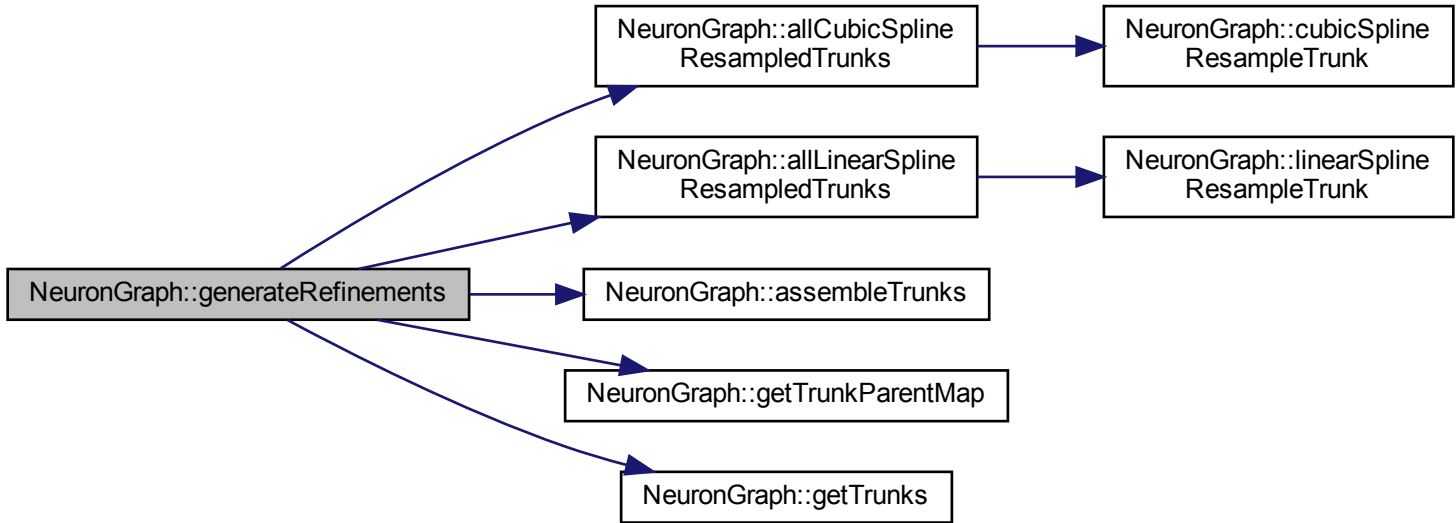 NeuronGraph::allCubicSpline
ResampledTrunks
NeuronGraph::cubicSpline
ResampleTrunk
NeuronGraph::allLinearSpline
ResampledTrunks
NeuronGraph::linearSpline
ResampleTrunk
NeuronGraph::generateRefinements
NeuronGraph::assembleTrunks
NeuronGraph::getTrunkParentMap
NeuronGraph::getTrunks